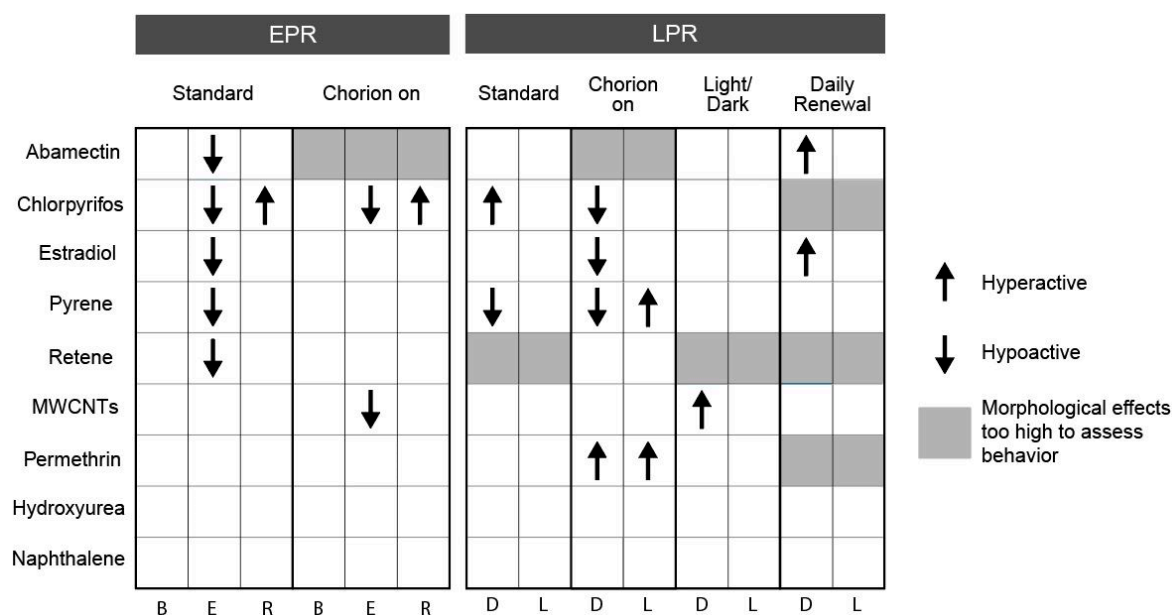 EPR LPR
Standard Chorion on Standard Chorion on Light/ Dark Daily Renewal
Abamectin
Chlorpyrifos
Estradiol
Pyrene
Retene
MWCNTs
Permethrin
Hydroxyurea
Naphthalene
B E R B E R D L D L D L D L
Hyperactive
Hypoactive
Morphological effects
too high to assess
behavior